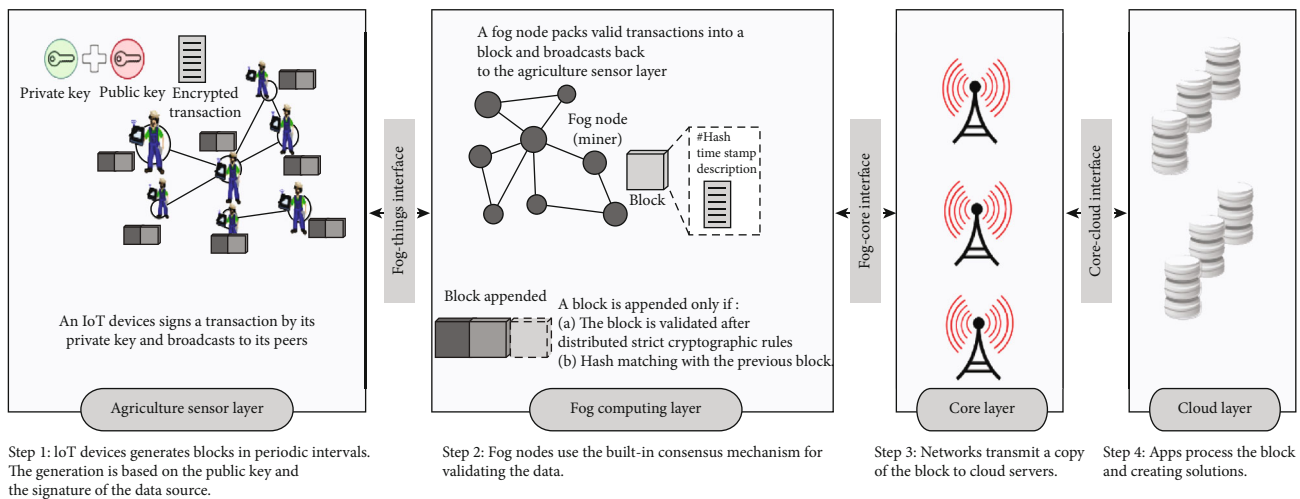 Private key
Public key
Encrypted
transaction
An IoT devices signs a transaction by its
private key and broadcasts to its peers
Agriculture sensor layer
Step 1: IoT devices generates blocks in periodic intervals.
The generation is based on the public key and
the signature of the data source.
Fog-things interface
A fog node packs valid transactions into a
block and broadcasts back
to the agriculture sensor layer
Fog node
(miner)
#Hash
time stamp
description
Block
Block appended
A block is appended only if :
(a) The block is validated after
distributed strict cryptographic rules
(b) Hash matching with the previous block.
Fog computing layer
Step 2: Fog nodes use the built-in consensus mechanism for
validating the data.
Fog-core interface
Core layer
Step 3: Networks transmit a copy
of the block to cloud servers.
Core-cloud interface
Cloud layer
Step 4: Apps process the block
and creating solutions.